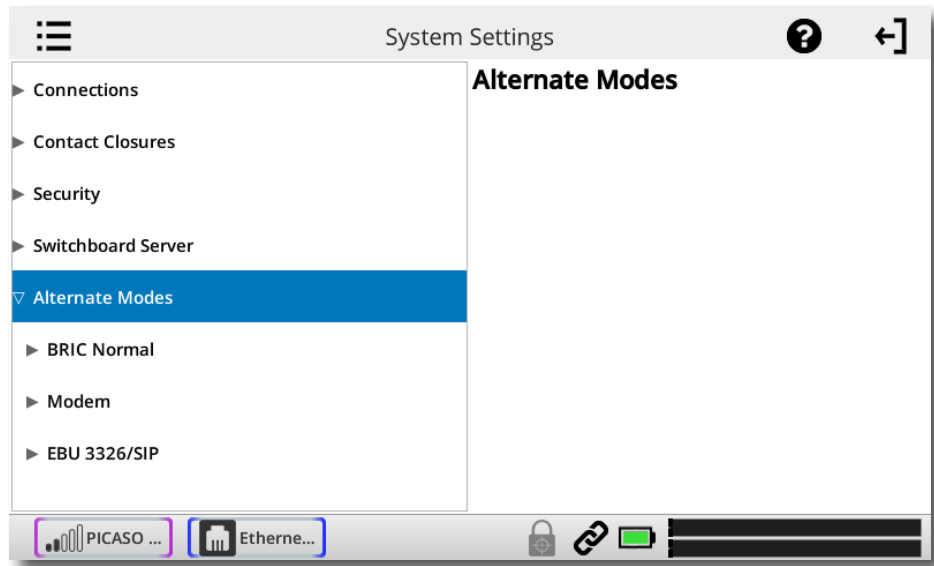 System Settings
Connections
Contact Closures
Security
Switchboard Server
Alternate Modes
BRIC Normal
Modem
EBU 3326/SIP
Alternate Modes
PICASO ...
Etherne...